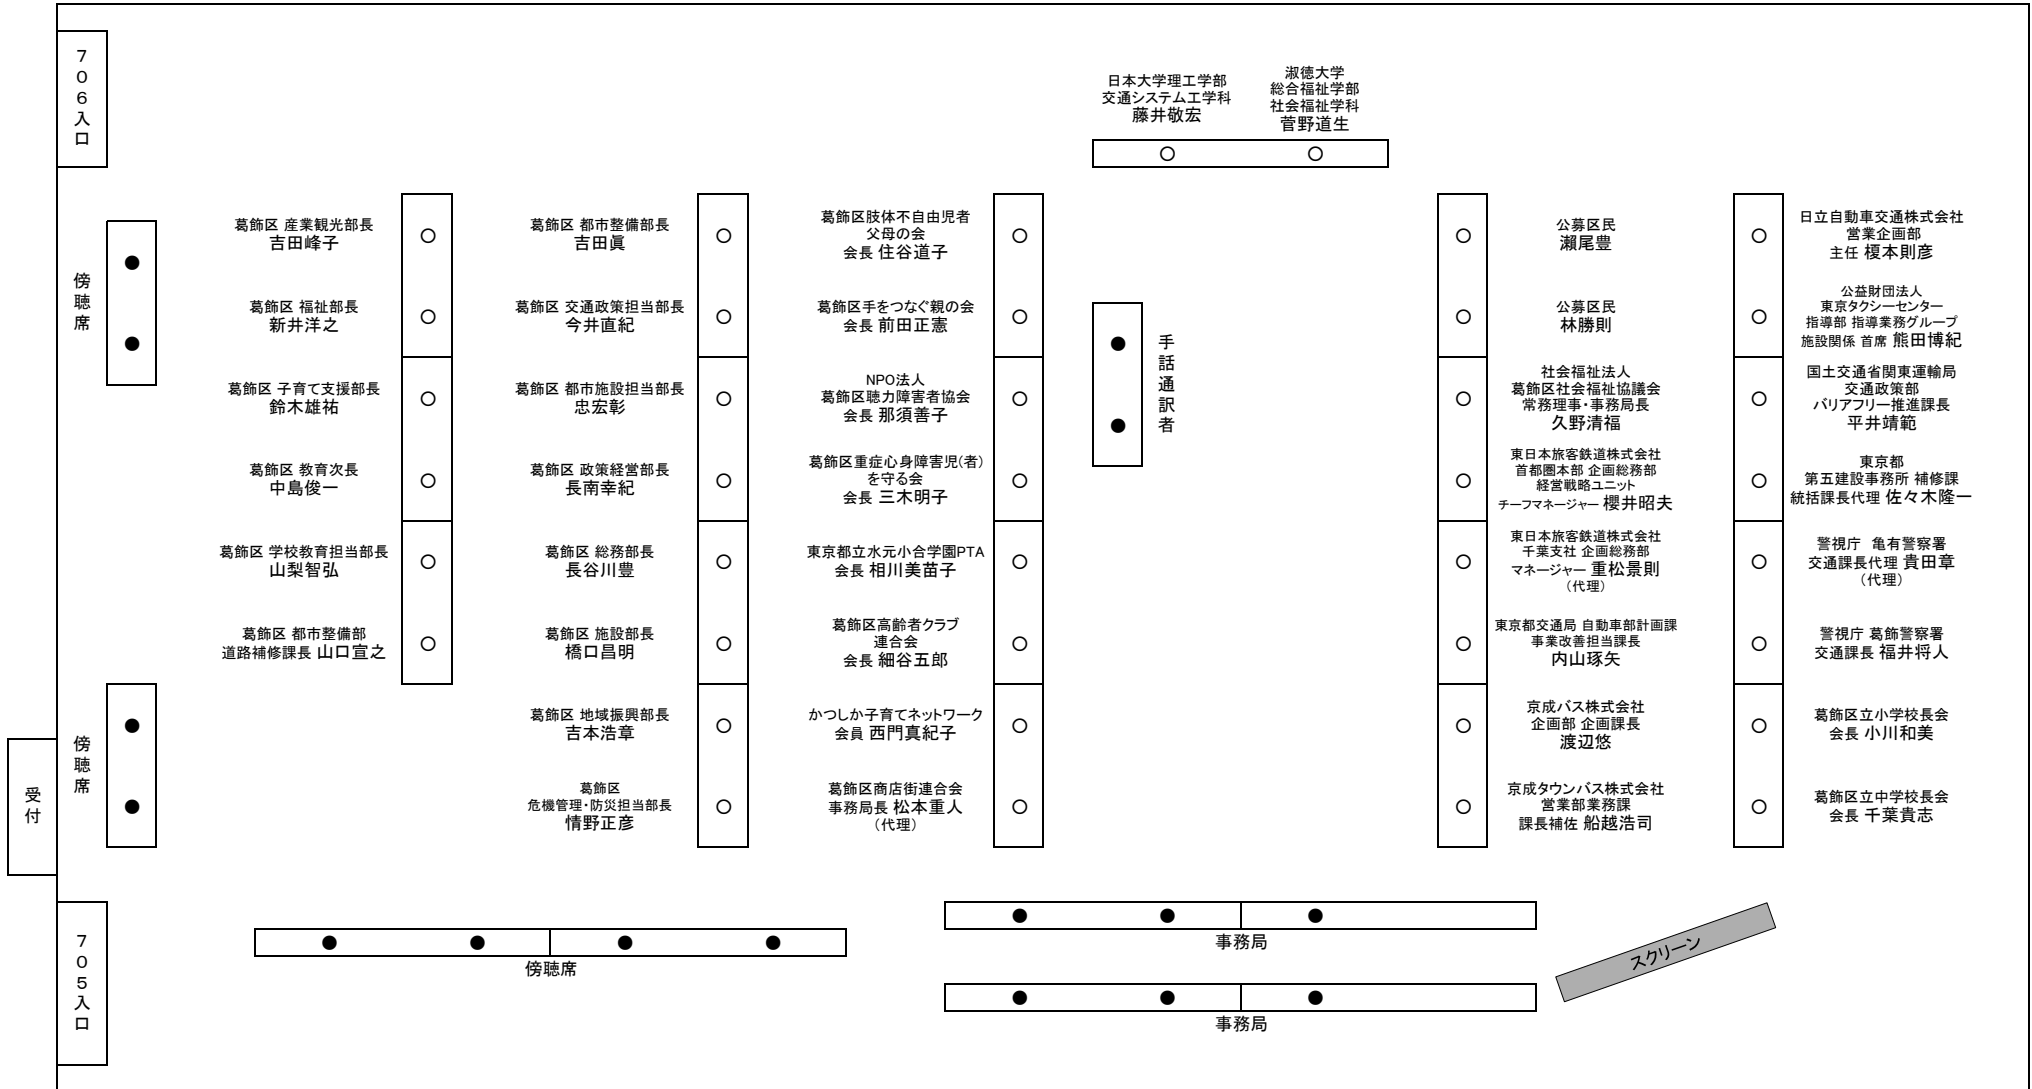 706入口
日本大学理工学部
交通システム工学科
藤井敬宏
淑徳大学
総合福祉学部
社会福祉学科
菅野道生
傍聴席
葛飾区 産業観光部長
吉田峰子
葛飾区 福祉部長
新井洋之
葛飾区 子育て支援部長
鈴木雄祐
葛飾区 教育次長
中島俊一
葛飾区 学校教育担当部長
山梨智弘
葛飾区 都市整備部
道路補修課長 山口宣之
葛飾区 都市整備部長
吉田眞
葛飾区 交通政策担当部長
今井直紀
葛飾区 都市施設担当部長
忠宏彰
葛飾区 政策経営部長
長南幸紀
葛飾区 総務部長
長谷川豊
葛飾区 施設部長
橋口昌明
葛飾区 地域振興部長
吉本浩章
葛飾区
危機管理・防災担当部長
情野正彦
葛飾区肢体不自由児者
父母の会
会長 住谷道子
葛飾区手をつなぐ親の会
会長 前田正憲
NPO法人
葛飾区聴力障害者協会
会長 那須善子
葛飾区重症心身障害児(者)
を守る会
会長 三木明子
東京都立水元小合学園PTA
会長 相川美苗子
葛飾区高齢者クラブ
連合会
会長 細谷五郎
かつしか子育てネットワーク
会員 西門真紀子
葛飾区商店街連合会
事務局長 松本重人
(代理)
手話通訳者
公募区民
瀬尾豊
公募区民
林勝則
社会福祉法人
葛飾区社会福祉協議会
常務理事・事務局長
久野清福
東日本旅客鉄道株式会社
首都圏本部 企画総務部
経営戦略ユニット
チーフマネージャー 櫻井昭夫
東日本旅客鉄道株式会社
千葉支社 企画総務部
マネージャー 重松景則
(代理)
東京都交通局 自動車部計画課
事業改善担当課長
内山琢矢
京成バス株式会社
企画部 企画課長
渡辺悠
京成タウンバス株式会社
営業部業務課
課長補佐 船越浩司
日立自動車交通株式会社
営業企画部
主任 榎本則彦
公益財団法人
東京タクシーセンター
指導部 指導業務グループ
施設関係 首席 熊田博紀
国土交通省関東運輸局
交通政策部
バリアフリー推進課長
平井靖範
東京都
第五建設事務所 補修課
統括課長代理 佐々木隆一
警視庁 亀有警察署
交通課長代理 貴田章
(代理)
警視庁 葛飾警察署
交通課長 福井将人
葛飾区立小学校長会
会長 小川和美
葛飾区立中学校長会
会長 千葉貴志
傍聴席
受付
705入口
傍聴席
事務局
事務局
スクリーン